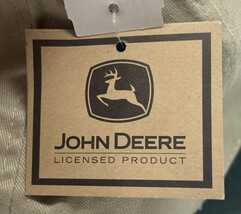 JOHN DEERE
LICENSED PRODUCT